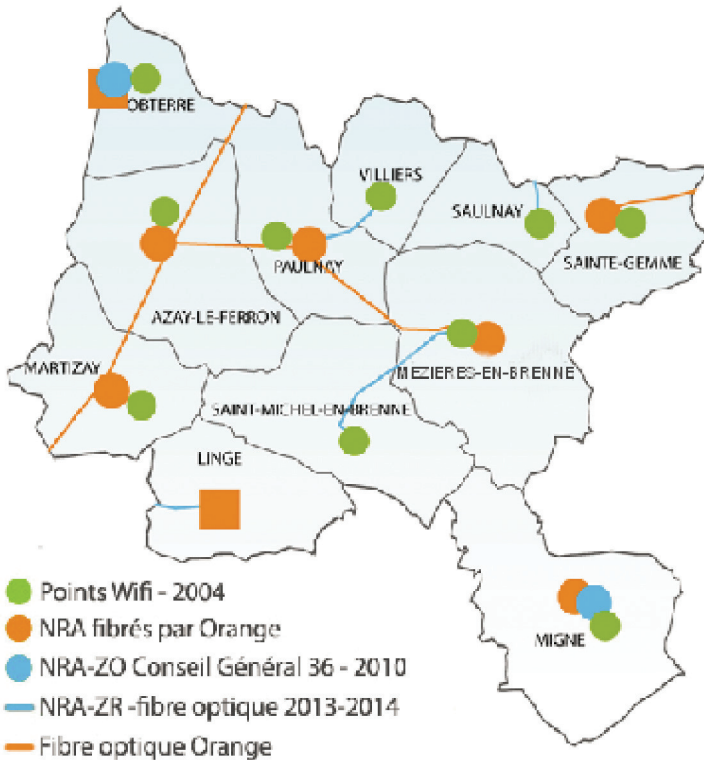 OBTERRE
VILLIERS
SAULNAY
SAINTE-GEMME
PAULNAY
AZAY-LE-FERRON
MARTIZAY
MEZIERES-EN-BRENNE
SAINT-MICHEL-EN-BRENNE
LINGE
MIGNE
Points Wifi - 2004
NRA fibrés par Orange
NRA-ZO Conseil Général 36 - 2010
NRA-ZR -fibre optique 2013-2014
Fibre optique Orange